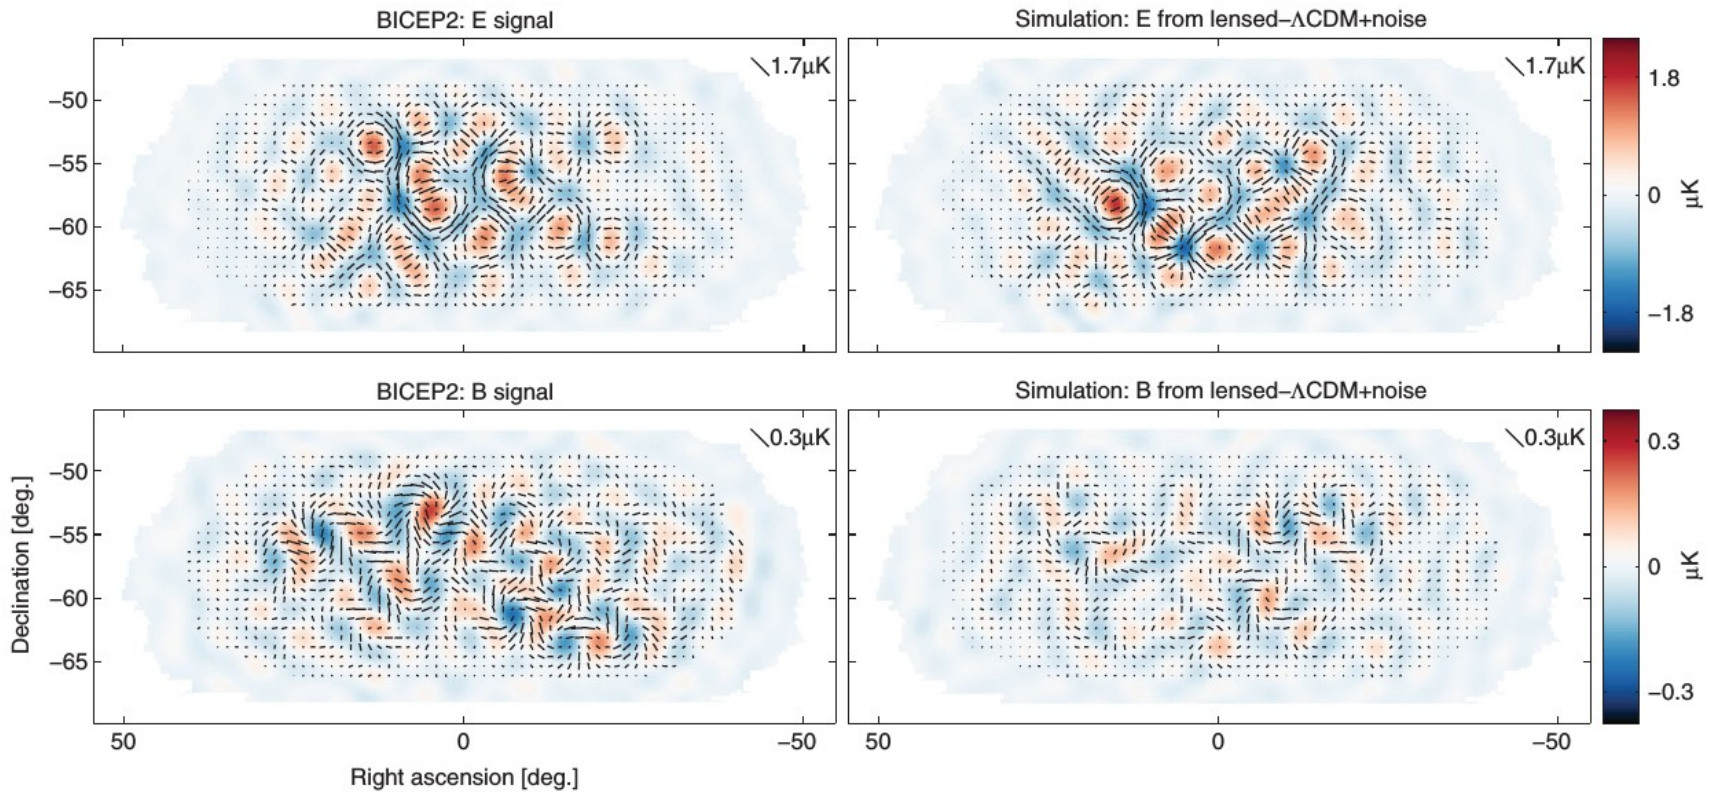 BICEP2: E signal
Simulation: E from lensed–ΛCDM+noise
1.7μK
1.7μK
−50
−55
−60
−65
1.8
0
−1.8
μK
BICEP2: B signal
Simulation: B from lensed–ΛCDM+noise
0.3μK
0.3μK
−50
−55
−60
−65
Declination [deg.]
0.3
0
−0.3
μK
50
0
−50
50
0
−50
Right ascension [deg.]